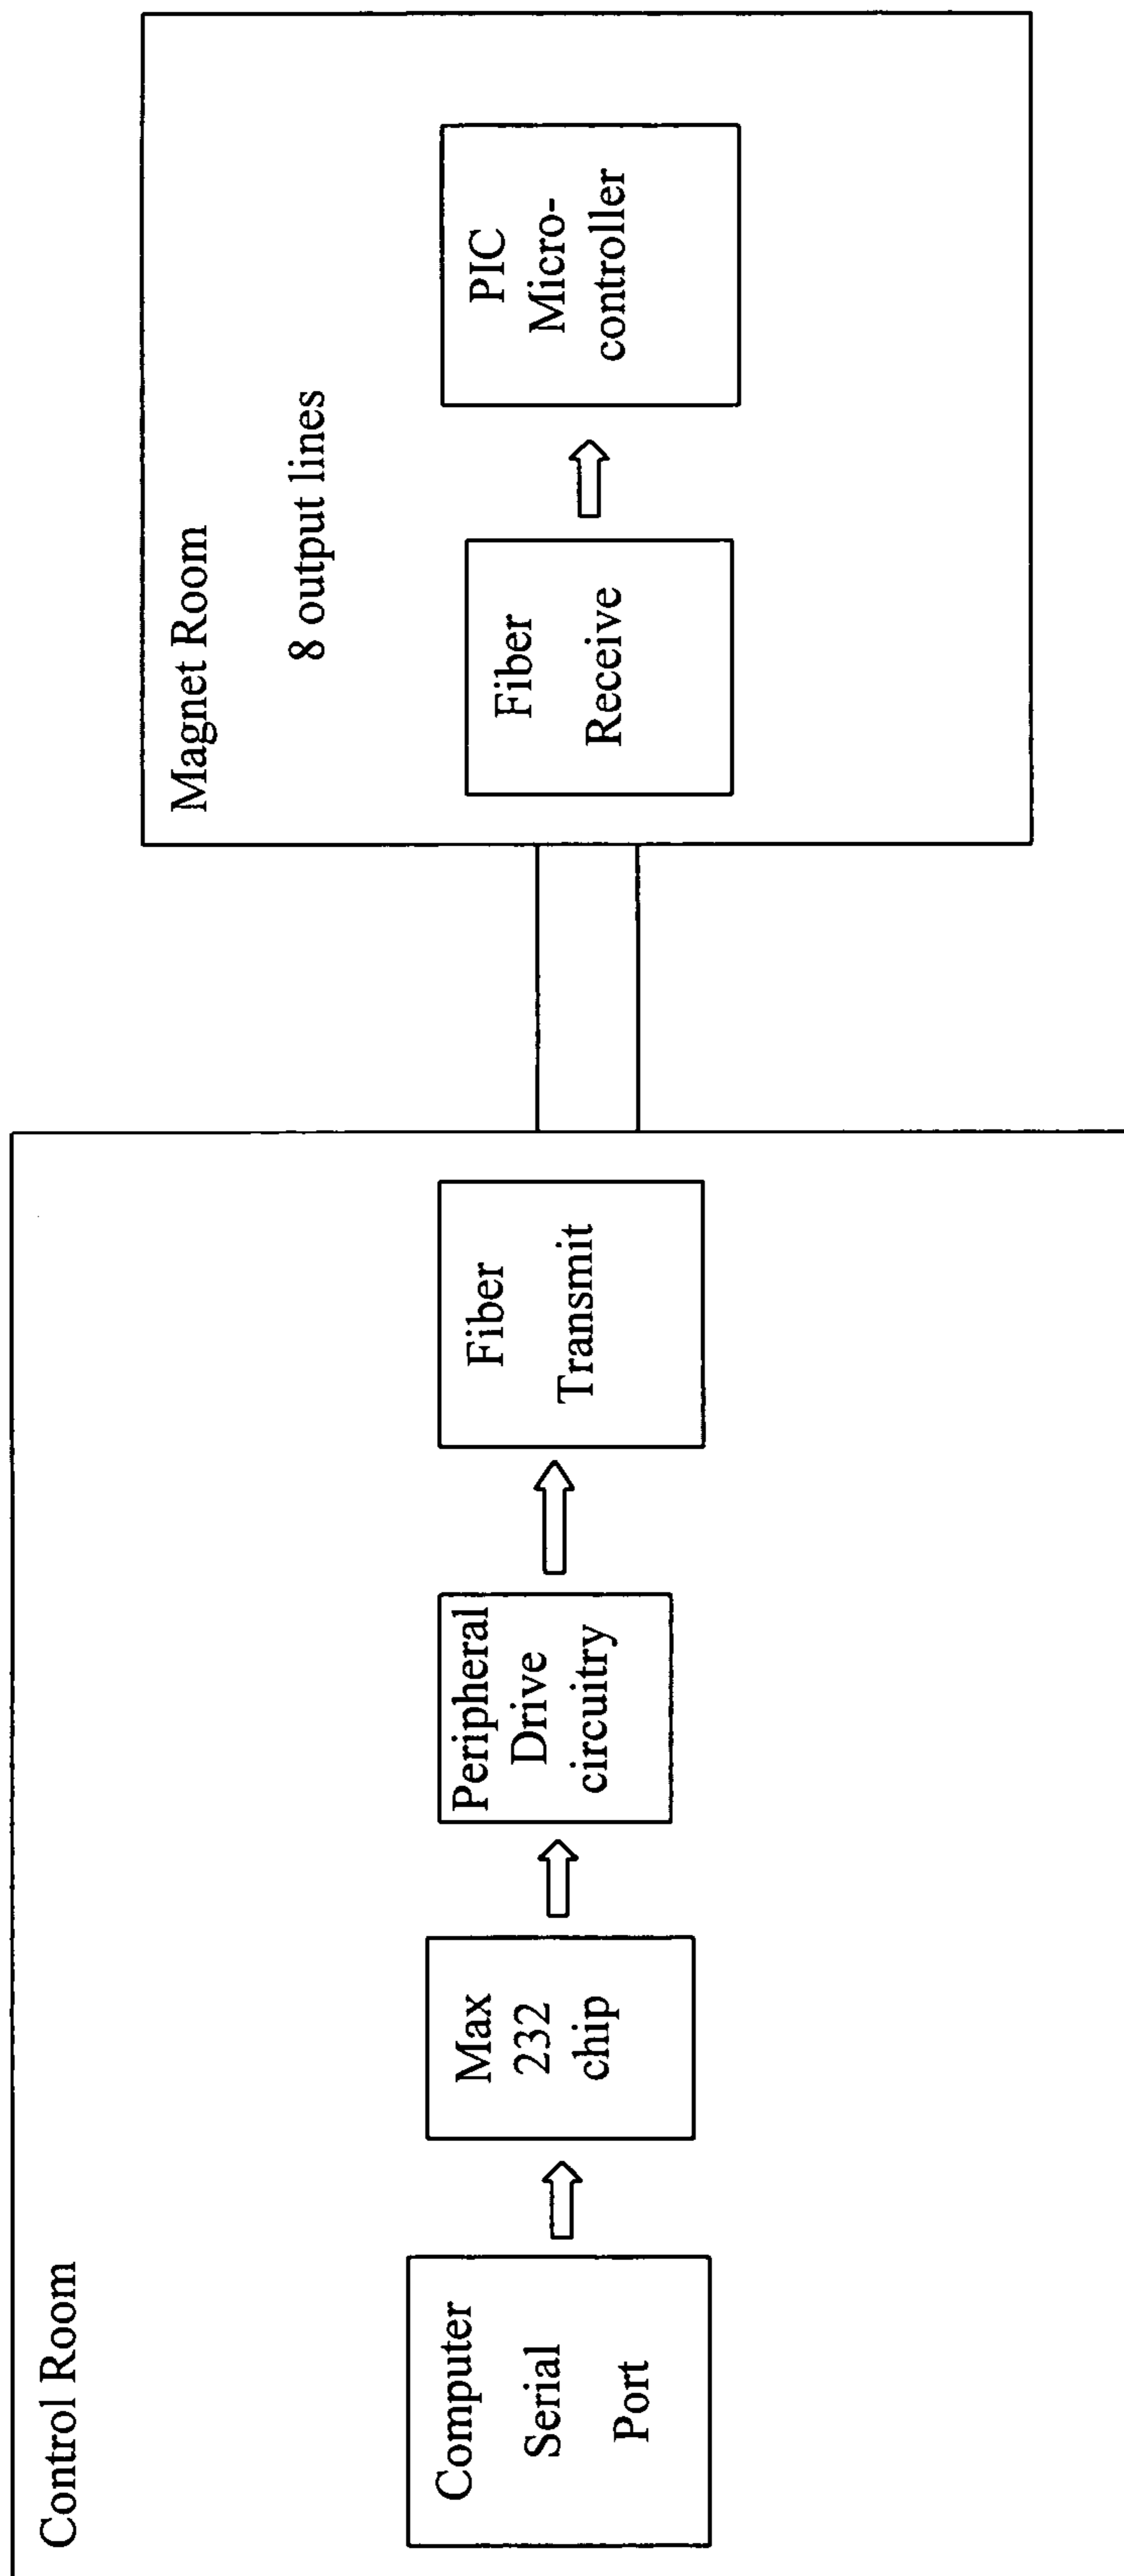 Control Room
Computer
Serial
Port
Max
232
chip
Peripheral
Drive
circuitry
Fiber
Transmit
Magnet Room
8 output lines
Fiber
Receive
PIC
Micro-
controller